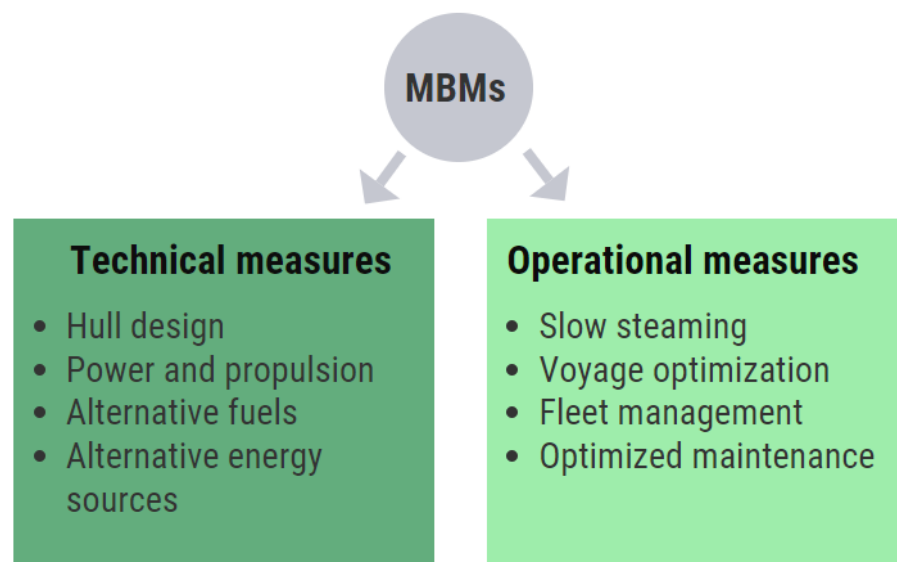 MBMs
Technical measures
• Hull design
• Power and propulsion
• Alternative fuels
• Alternative energy
sources
Operational measures
• Slow steaming
• Voyage optimization
• Fleet management
• Optimized maintenance